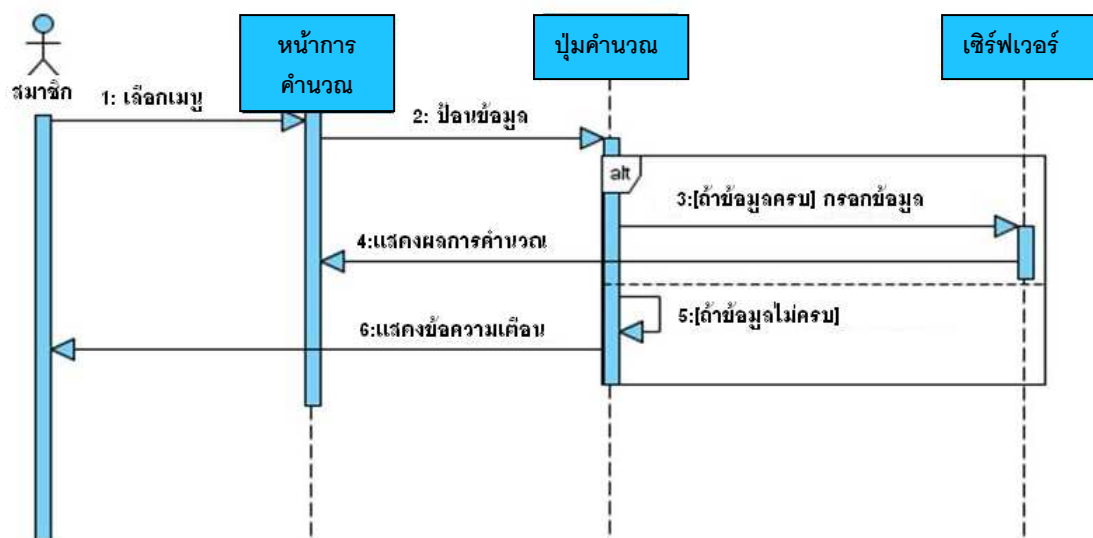 สมาชิก
หน้าการ
คำนวณ
ปุ่มคำนวณ
เซิร์ฟเวอร์
1: เลือกเมนู
2: ป้อนข้อมูล
alt
3:[ถ้าข้อมูลครบ] กรอกข้อมูล
4:แสดงผลการคำนวณ
5:[ถ้าข้อมูลไม่ครบ]
6:แสดงข้อความเตือน